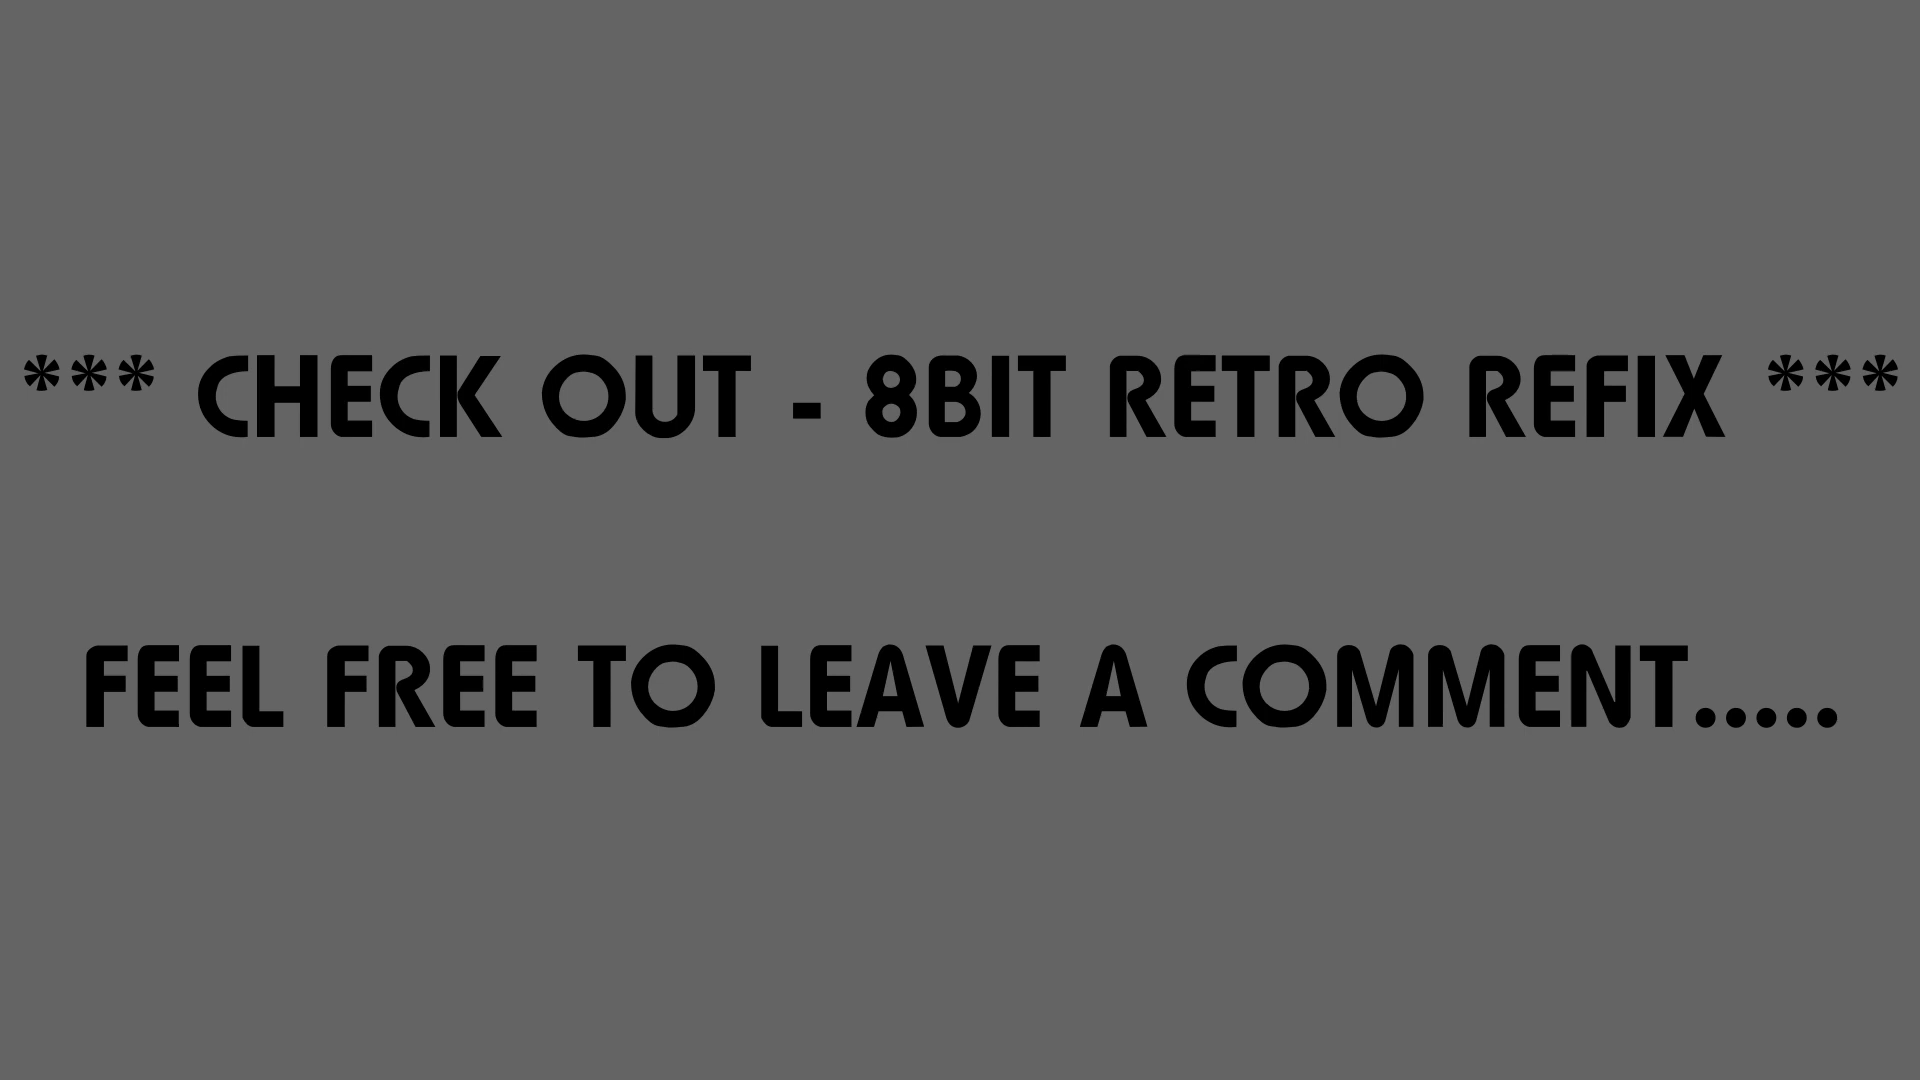 *** CHECK OUT - 8BIT RETRO REFIX ***
FEEL FREE TO LEAVE A COMMENT.....